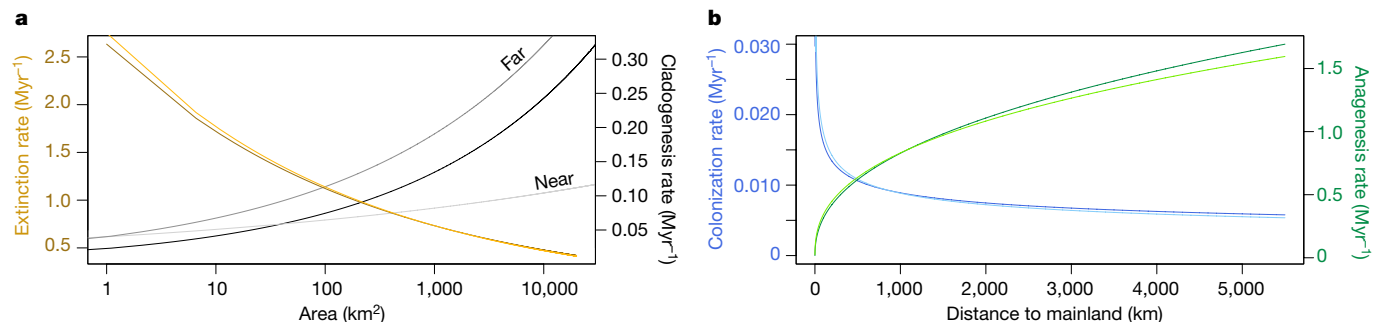 a
Extinction rate (Myr⁻¹)
2.5
2.0
1.5
1.0
0.5
Far
Near
0.30
0.25
0.20
0.15
0.10
0.05
Cladogenesis rate (Myr⁻¹)
1 10 100 1,000 10,000
Area (km²)
b
Colonization rate (Myr⁻¹)
0.030
0.020
0.010
0
1.5
1.0
0.5
0
Anagenesis rate (Myr⁻¹)
0 1,000 2,000 3,000 4,000 5,000
Distance to mainland (km)